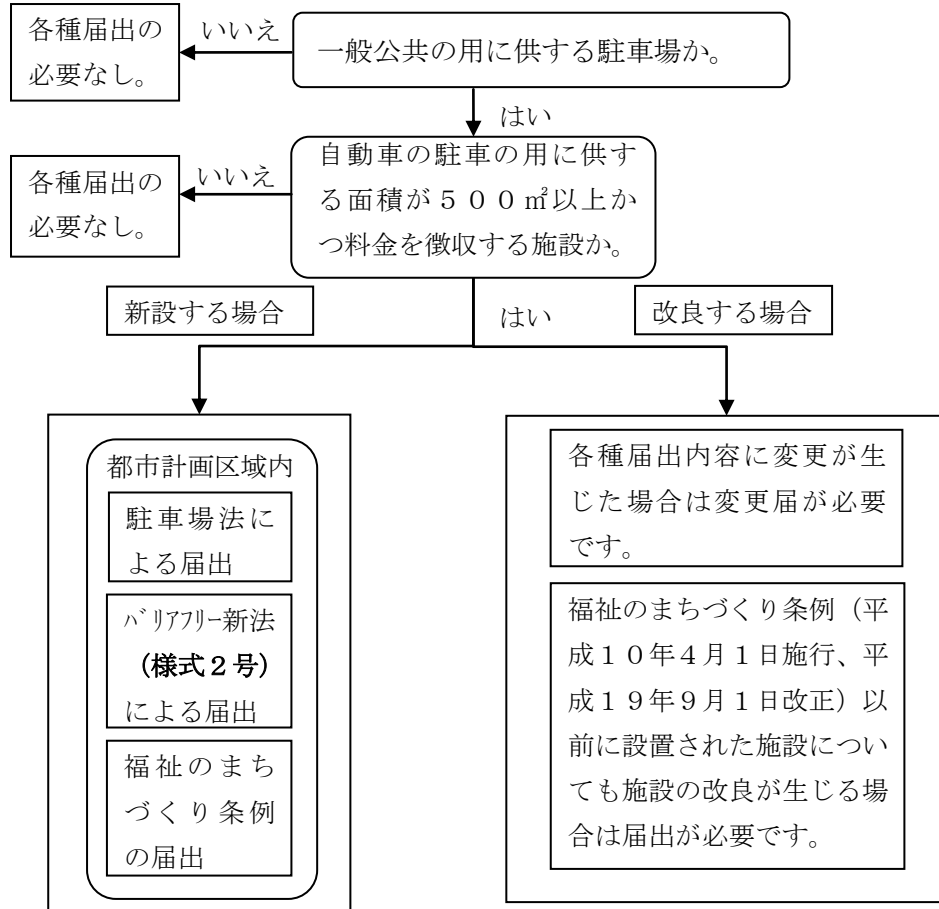 各種届出の
必要なし。
いいえ
一般公共の用に供する駐車場か。
はい
各種届出の
必要なし。
いいえ
自動車の駐車の用に供す
る面積が５００㎡以上か
つ料金を徴収する施設か。
新設する場合
はい
改良する場合
都市計画区域内
駐車場法に
よる届出
ﾊﾞﾘｱﾌﾘｰ新法
（様式２号）
による届出
福祉のまち
づくり条例
の届出
各種届出内容に変更が生
じた場合は変更届が必要
です。
福祉のまちづくり条例（平
成１０年４月１日施行、平
成１９年９月１日改正）以
前に設置された施設につい
ても施設の改良が生じる場
合は届出が必要です。